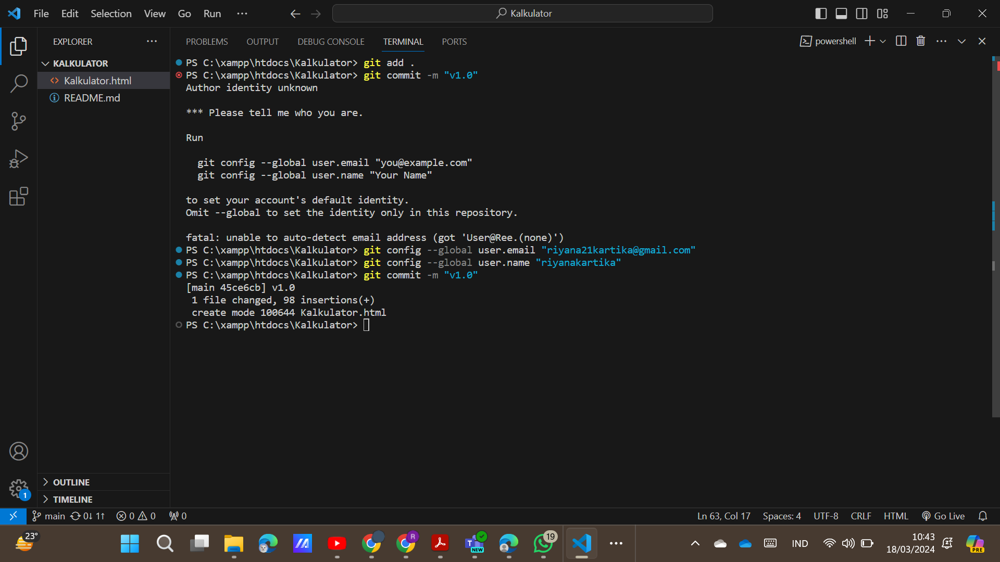 File Edit Selection View Go Run ··· Kalkulator
EXPLORER ···
KALKULATOR
Kalkulator.html
README.md
OUTLINE
TIMELINE
1
PROBLEMS OUTPUT DEBUG CONSOLE TERMINAL PORTS powershell ···
PS C:\xampp\htdocs\Kalkulator> git add .
PS C:\xampp\htdocs\Kalkulator> git commit -m "v1.0"
Author identity unknown
*** Please tell me who you are.
Run
git config --global user.email "you@example.com"
git config --global user.name "Your Name"
to set your account's default identity.
Omit --global to set the identity only in this repository.
fatal: unable to auto-detect email address (got 'User@Ree.(none)')
PS C:\xampp\htdocs\Kalkulator> git config --global user.email "riyana21kartika@gmail.com"
PS C:\xampp\htdocs\Kalkulator> git config --global user.name "riyanakartika"
PS C:\xampp\htdocs\Kalkulator> git commit -m "v1.0"
[main 45ce6cb] v1.0
1 file changed, 98 insertions(+)
create mode 100644 Kalkulator.html
PS C:\xampp\htdocs\Kalkulator>
main 0↓ 1↑ 0 0 0 Ln 63, Col 17 Spaces: 4 UTF-8 CRLF HTML Go Live
23° R T NEW 19 ··· IND 10:43 PRE
18/03/2024